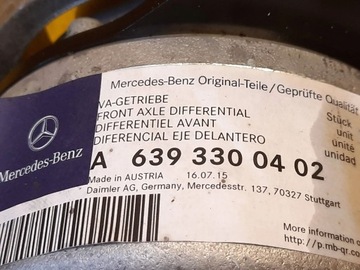 Mercedes-Benz Original-Teile/Geprüfte Qualität
VA-GETRIEBE
FRONT AXLE DIFFERENTIAL
DIFFERENTIEL AVANT
DIFERENCIAL EJE DELANTERO
Stück
unit
unité
unidad
Mercedes-Benz
A 639 330 04 02
Made in AUSTRIA 16.07.15
Daimler AG, Germany, Mercedesstr. 137, 70327 Stuttgart
More information o
http://p.mb-qr.co